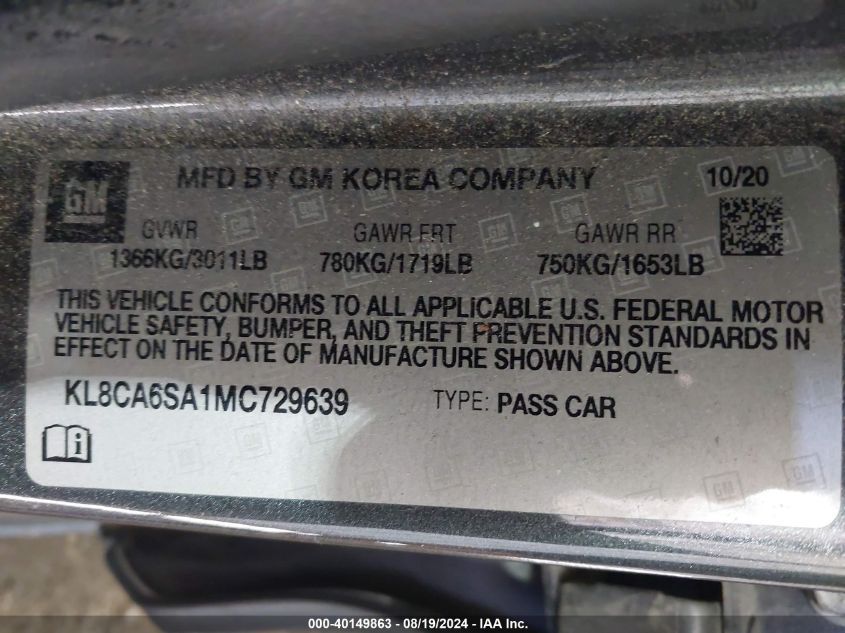 GM
MFD BY GM KOREA COMPANY
10/20
GVWR GAWR FRT GAWR RR
1366KG/3011LB 780KG/1719LB 750KG/1653LB
THIS VEHICLE CONFORMS TO ALL APPLICABLE U.S. FEDERAL MOTOR
VEHICLE SAFETY, BUMPER, AND THEFT PREVENTION STANDARDS IN
EFFECT ON THE DATE OF MANUFACTURE SHOWN ABOVE.
KL8CA6SA1MC729639 TYPE: PASS CAR
000-40149863 - 08/19/2024 - IAA Inc.